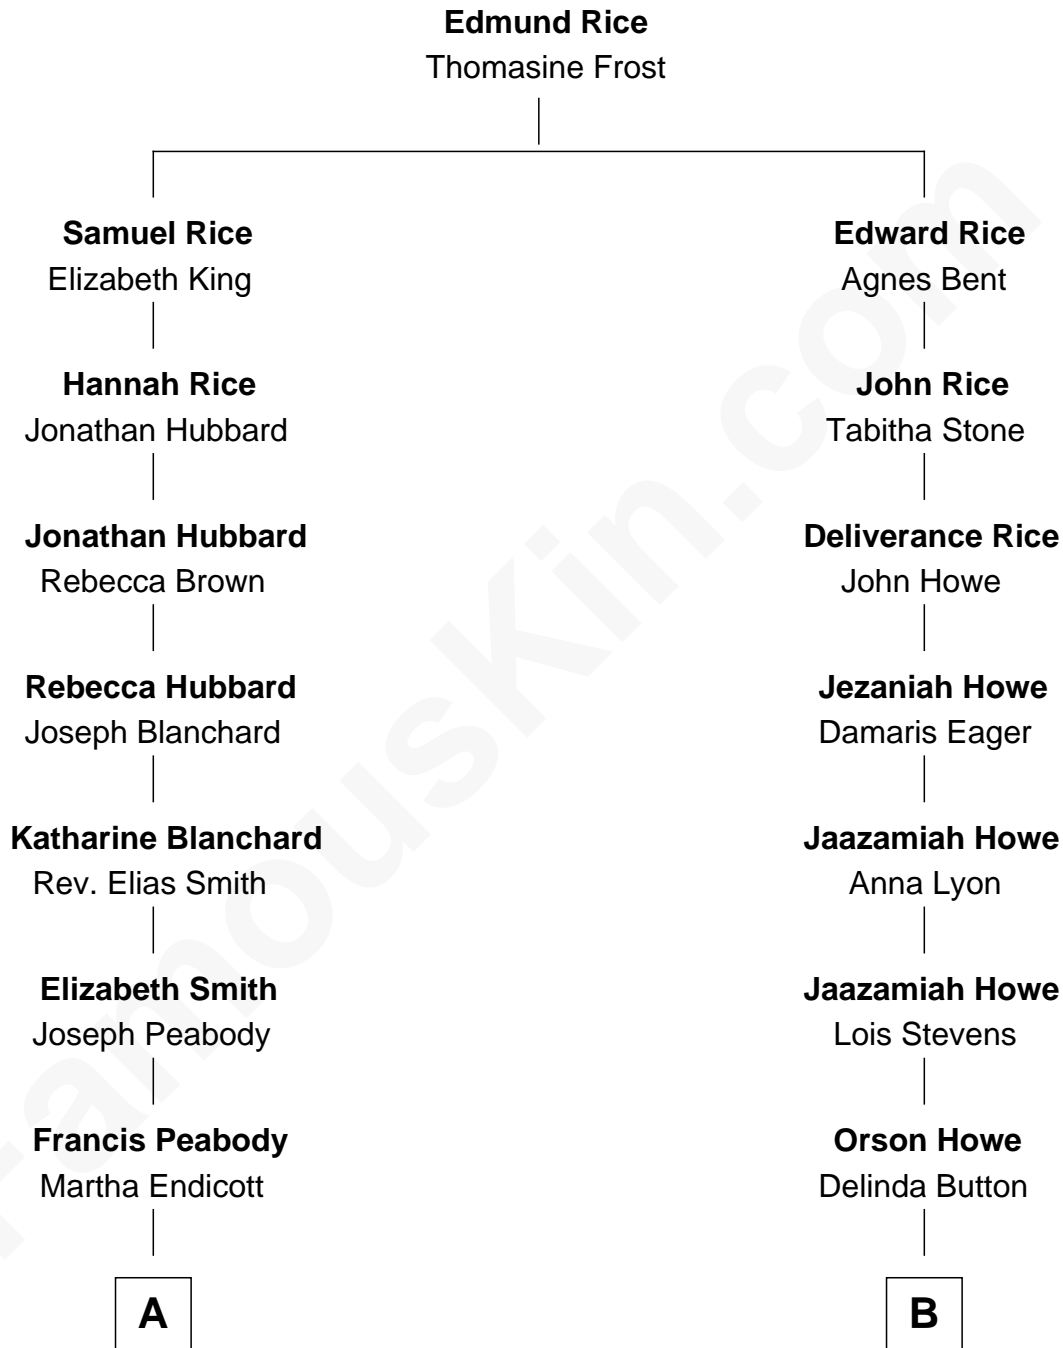 Edmund Rice
Thomasine Frost
Samuel Rice
Elizabeth King
Hannah Rice
Jonathan Hubbard
Jonathan Hubbard
Rebecca Brown
Rebecca Hubbard
Joseph Blanchard
Katharine Blanchard
Rev. Elias Smith
Elizabeth Smith
Joseph Peabody
Francis Peabody
Martha Endicott
A
Edward Rice
Agnes Bent
John Rice
Tabitha Stone
Deliverance Rice
John Howe
Jezaniah Howe
Damaris Eager
Jaazamiah Howe
Anna Lyon
Jaazamiah Howe
Lois Stevens
Orson Howe
Delinda Button
B
FamousKin.com